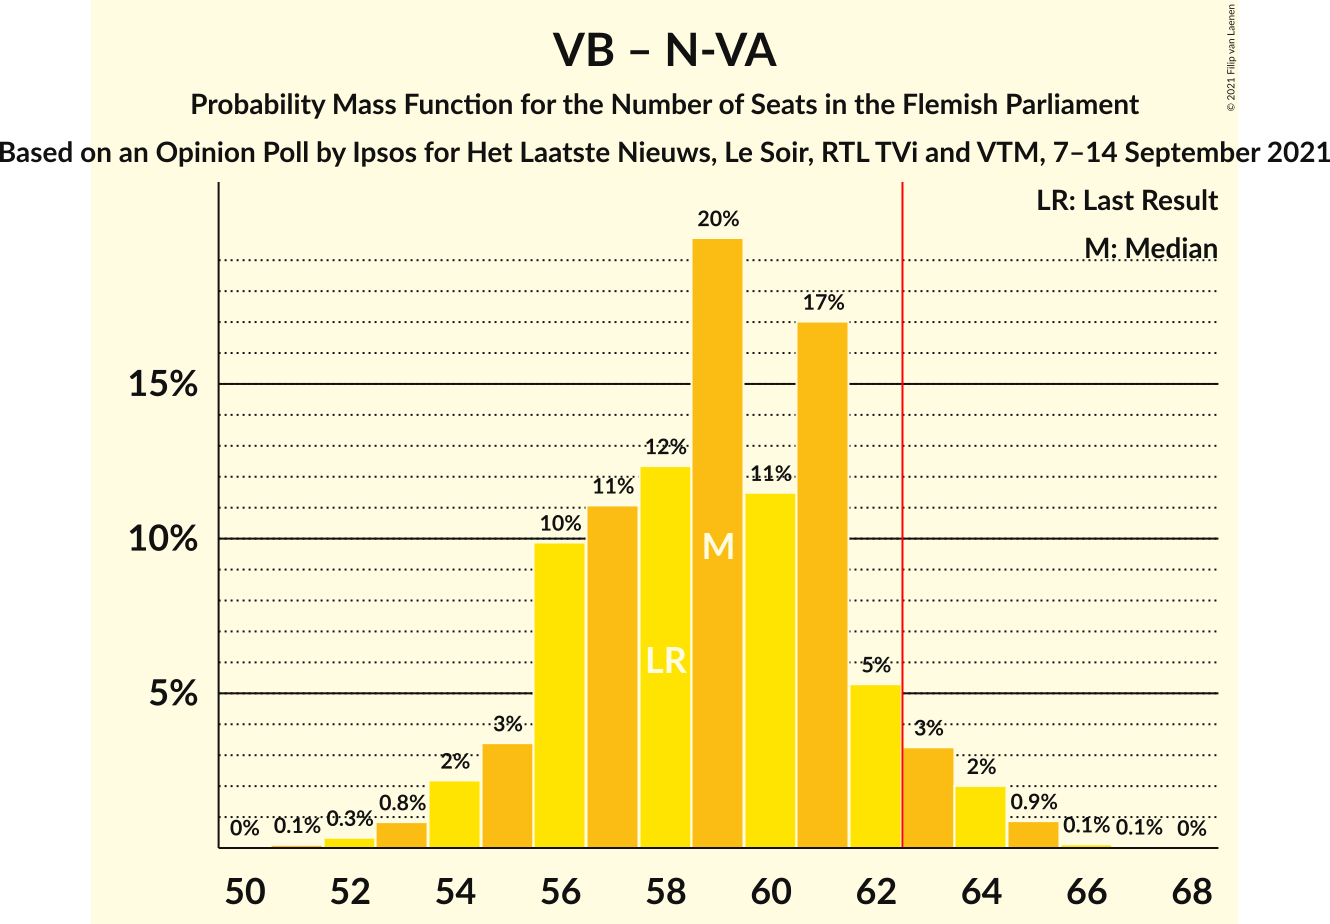 VB – N-VA
Probability Mass Function for the Number of Seats in the Flemish Parliament
Based on an Opinion Poll by Ipsos for Het Laatste Nieuws, Le Soir, RTL TVi and VTM, 7–14 September 2021
© 2021 Filip van Laenen
LR: Last Result
M: Median
15%
10%
5%
0%
0.1%
0.3%
0.8%
2%
3%
10%
11%
12%
20%
11%
17%
5%
3%
2%
0.9%
0.1%
0.1%
0%
M
LR
50 52 54 56 58 60 62 64 66 68